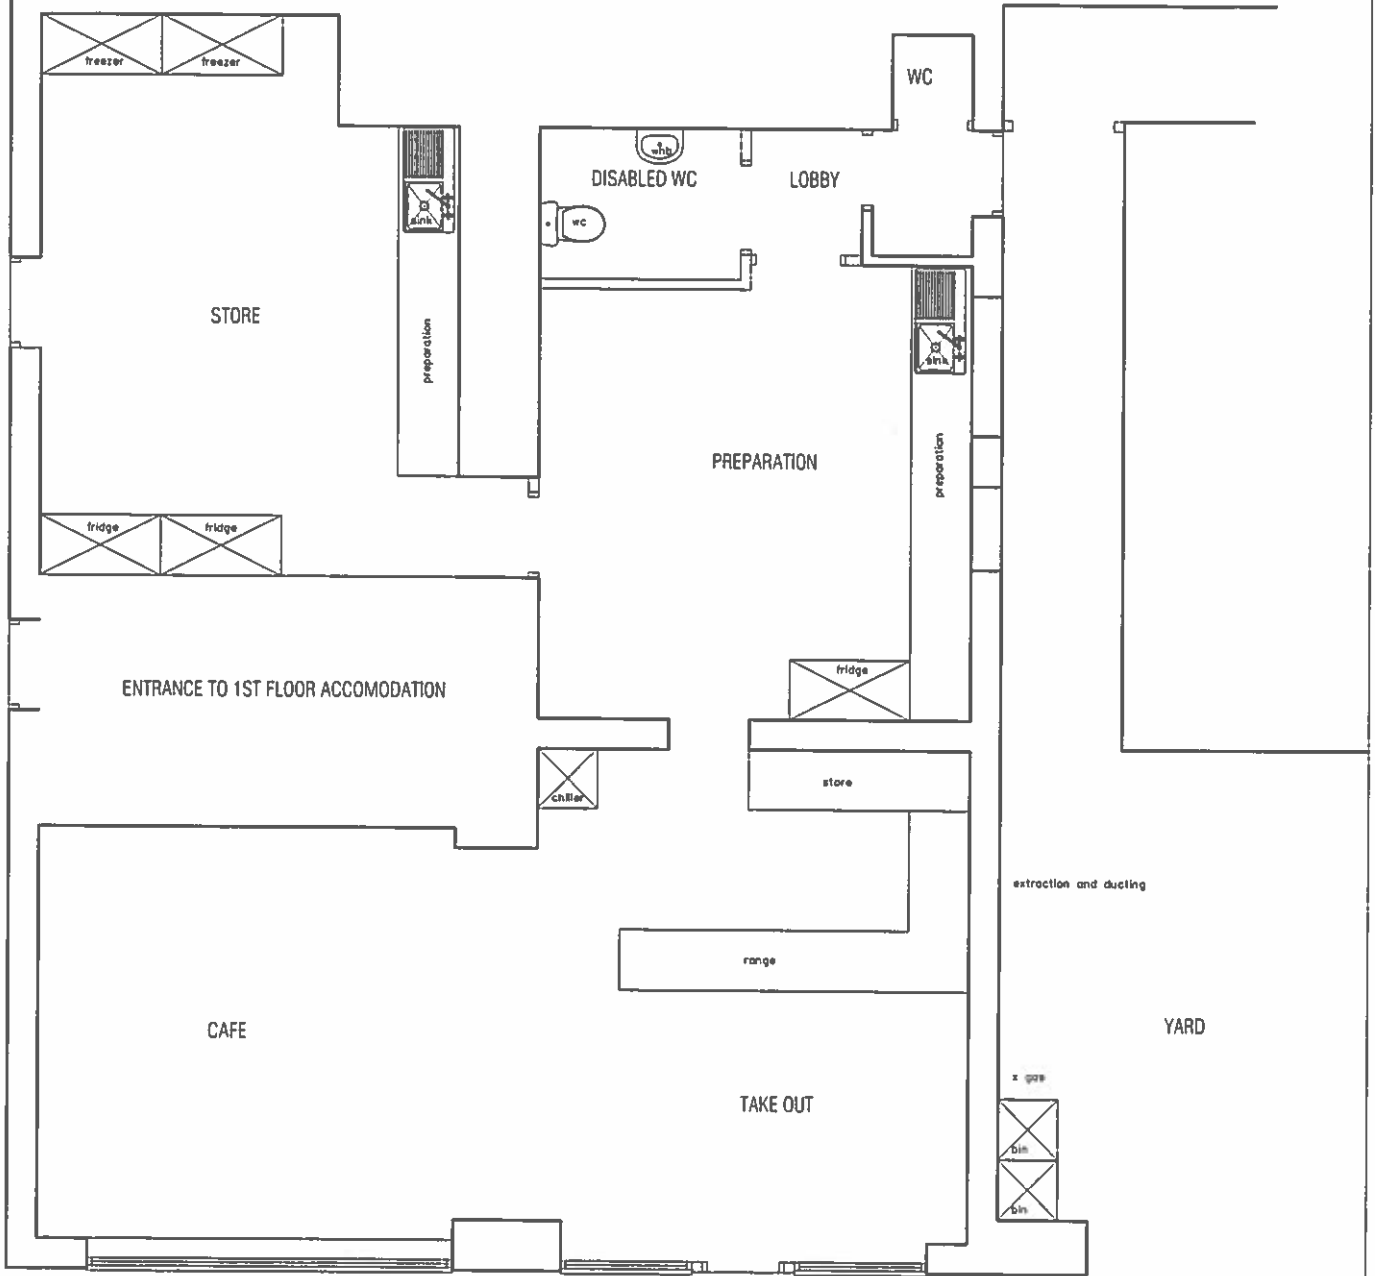 freezer
freezer
WC
whb
DISABLED WC
LOBBY
sink
wc
STORE
preparation
sink
PREPARATION
preparation
fridge
fridge
fridge
ENTRANCE TO 1ST FLOOR ACCOMODATION
store
chiller
extraction and ducting
range
CAFE
YARD
x gas
TAKE OUT
bin
bin